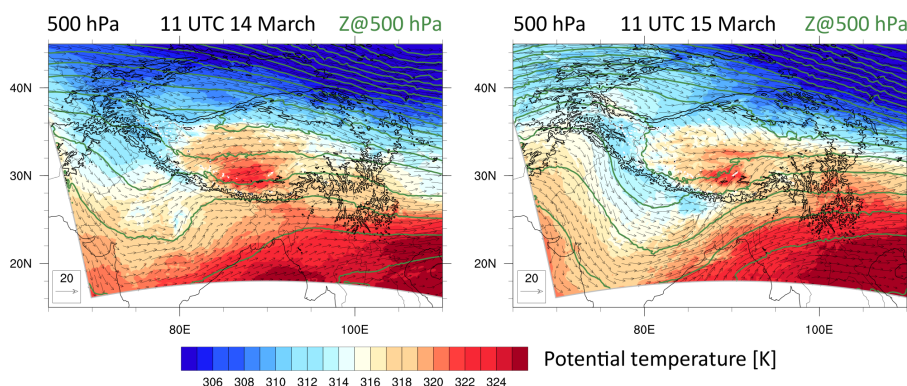 500 hPa 11 UTC 14 March Z@500 hPa
500 hPa 11 UTC 15 March Z@500 hPa
40N
30N
20N
20
80E 100E
40N
30N
20N
20
80E 100E
306 308 310 312 314 316 318 320 322 324
Potential temperature [K]